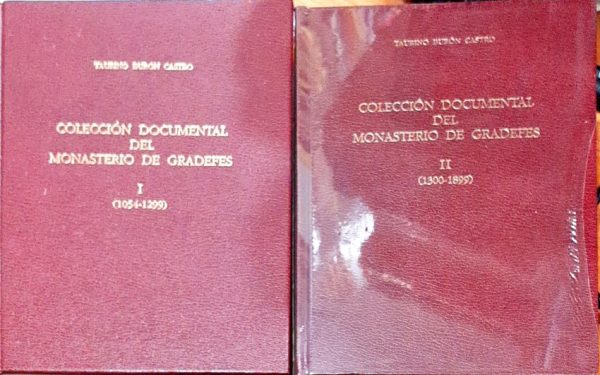 TAURINO BURÓN CASTRO
COLECCIÓN DOCUMENTAL
DEL
MONASTERIO DE GRADEFES
I
(1054-1299)
TAURINO BURÓN CASTRO
COLECCIÓN DOCUMENTAL
DEL
MONASTERIO DE GRADEFES
II
(1300-1899)